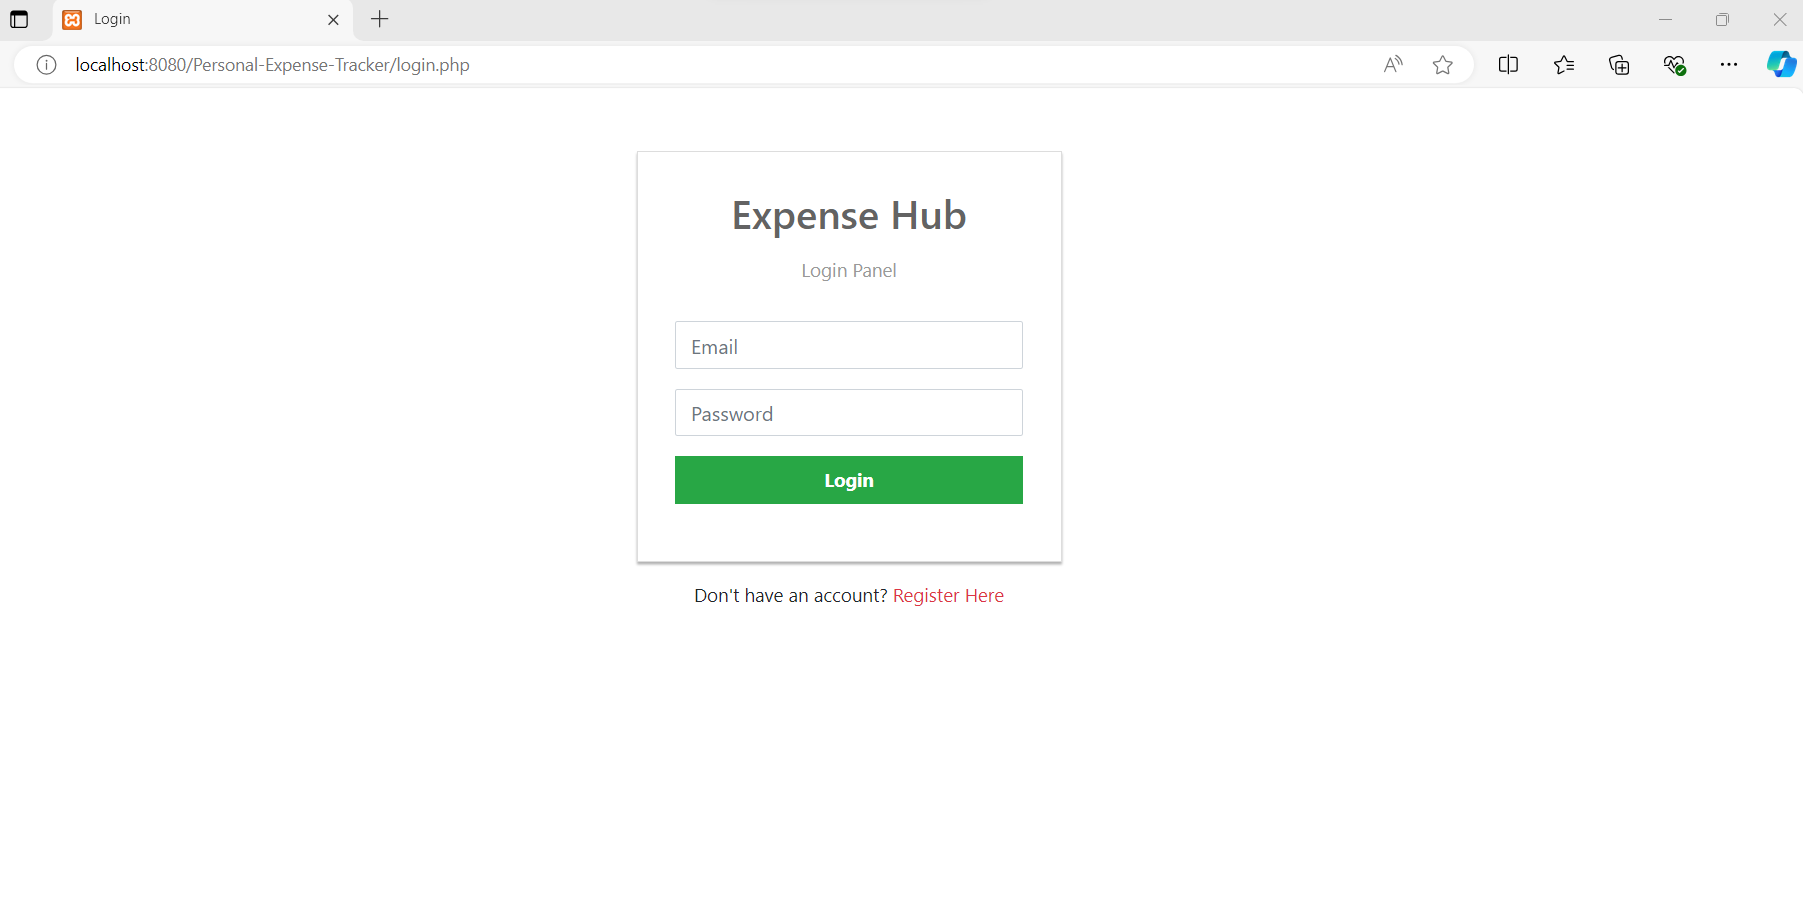 Login
localhost:8080/Personal-Expense-Tracker/login.php
Expense Hub
Login Panel
Email
Password
Login
Don't have an account? Register Here